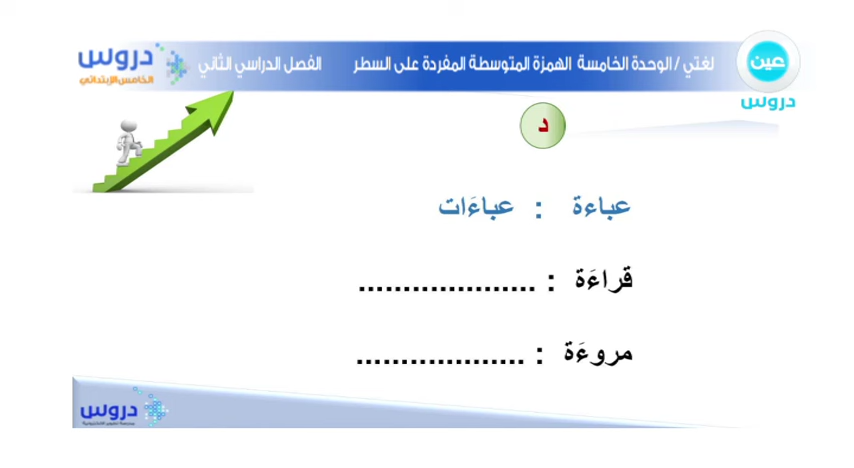 عين
دروس
لغتي / الوحدة الخامسة الهمزة المتوسطة المفردة على السطر الفصل الدراسي الثاني
دروس
الخامس الإبتدائي
د
عباءة : عباءَات
قراءَة : ....................
مروءَة : ...................
دروس